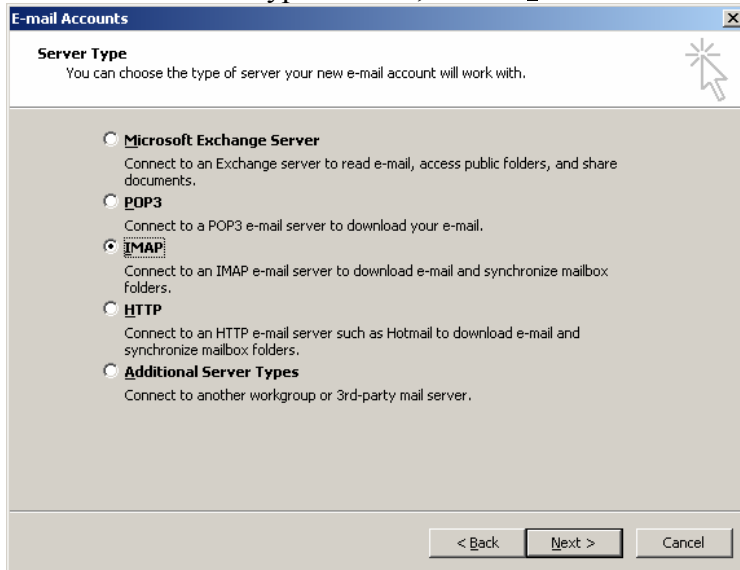 E-mail Accounts
Server Type
You can choose the type of server your new e-mail account will work with.
Microsoft Exchange Server
Connect to an Exchange server to read e-mail, access public folders, and share
documents.
POP3
Connect to a POP3 e-mail server to download your e-mail.
IMAP
Connect to an IMAP e-mail server to download e-mail and synchronize mailbox
folders.
HTTP
Connect to an HTTP e-mail server such as Hotmail to download e-mail and
synchronize mailbox folders.
Additional Server Types
Connect to another workgroup or 3rd-party mail server.
< Back Next > Cancel